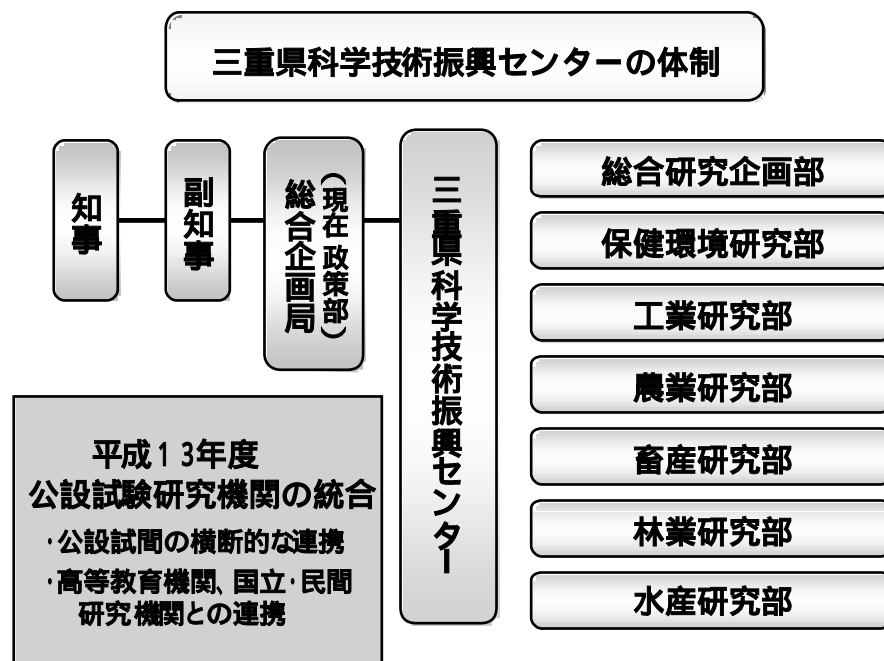 三重県科学技術振興センターの体制
知事
副知事
総合企画局
(現在 政策部)
三重県科学技術振興センター
総合研究企画部
保健環境研究部
工業研究部
農業研究部
畜産研究部
林業研究部
水産研究部
平成13年度
公設試験研究機関の統合
・公設試間の横断的な連携
・高等教育機関、国立・民間
研究機関との連携